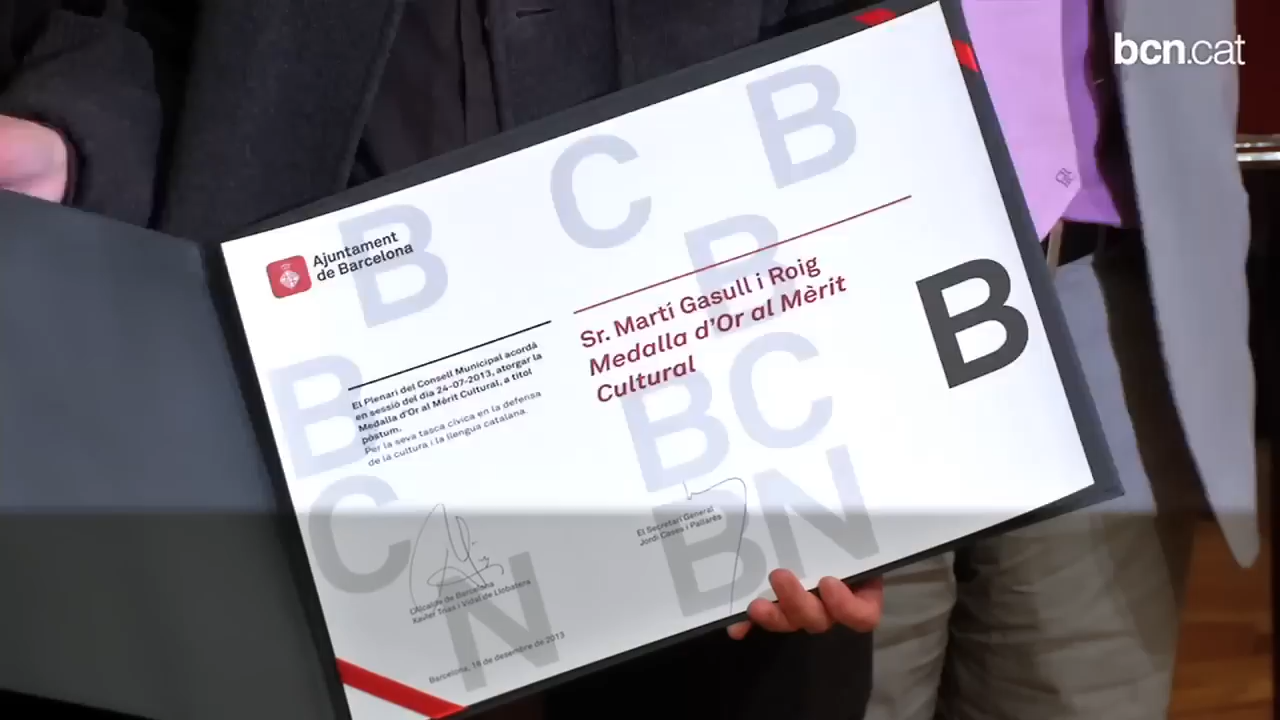 bcn.cat
B
C
B
Ajuntament
de Barcelona
B
Sr. Martí Gasull i Roig
Medalla d'Or al Mèrit
Cultural
B
El Plenari del Consell Municipal acordà
en sessió del dia 24-07-2013, atorgar la
Medalla d'Or al Mèrit Cultural, a títol
pòstum.
Per la seva tasca cívica en la defensa
de la cultura i la llengua catalana.
B
BC
C
N
BN
El Secretari General
Jordi Cases i Pallarès
L'Alcalde de Barcelona
Xavier Trias i Vidal de Llobatera
Barcelona, 16 de desembre de 2013